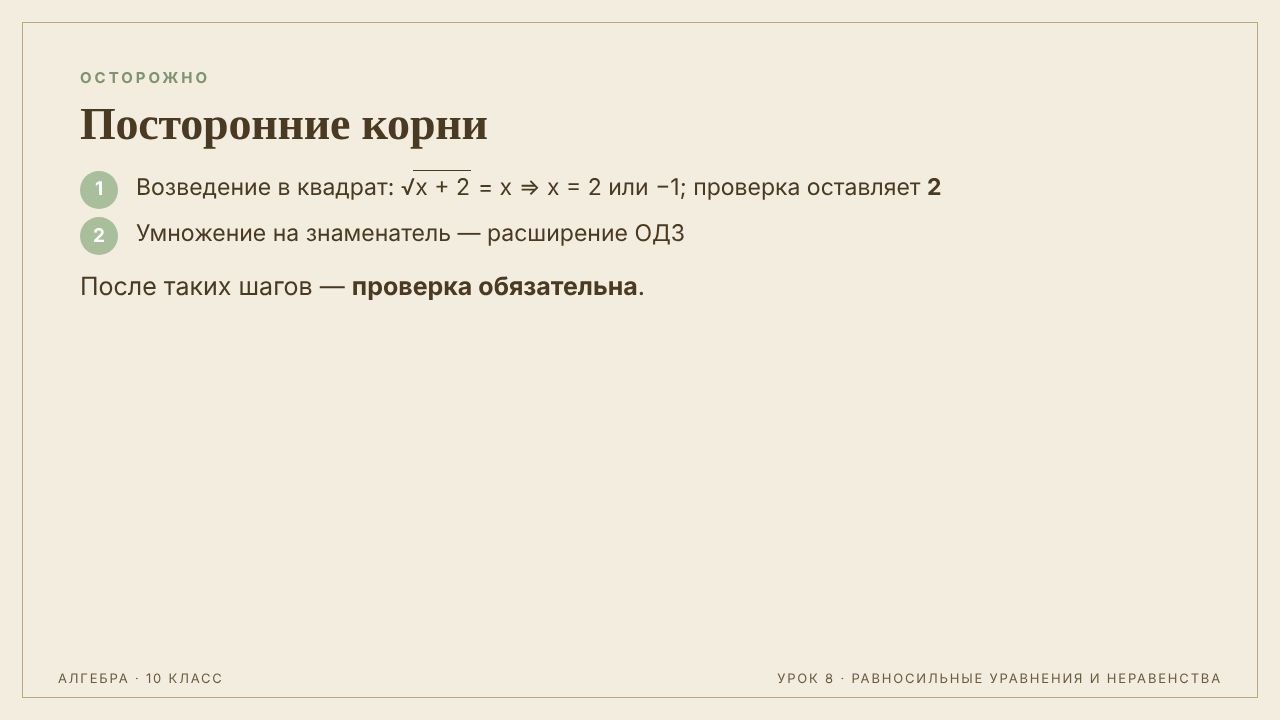 ОСТОРОЖНО
Посторонние корни
1 Возведение в квадрат: √x + 2 = x ⇒ x = 2 или −1; проверка оставляет 2
2 Умножение на знаменатель — расширение ОДЗ
После таких шагов — проверка обязательна.
АЛГЕБРА · 10 КЛАСС
УРОК 8 · РАВНОСИЛЬНЫЕ УРАВНЕНИЯ И НЕРАВЕНСТВА